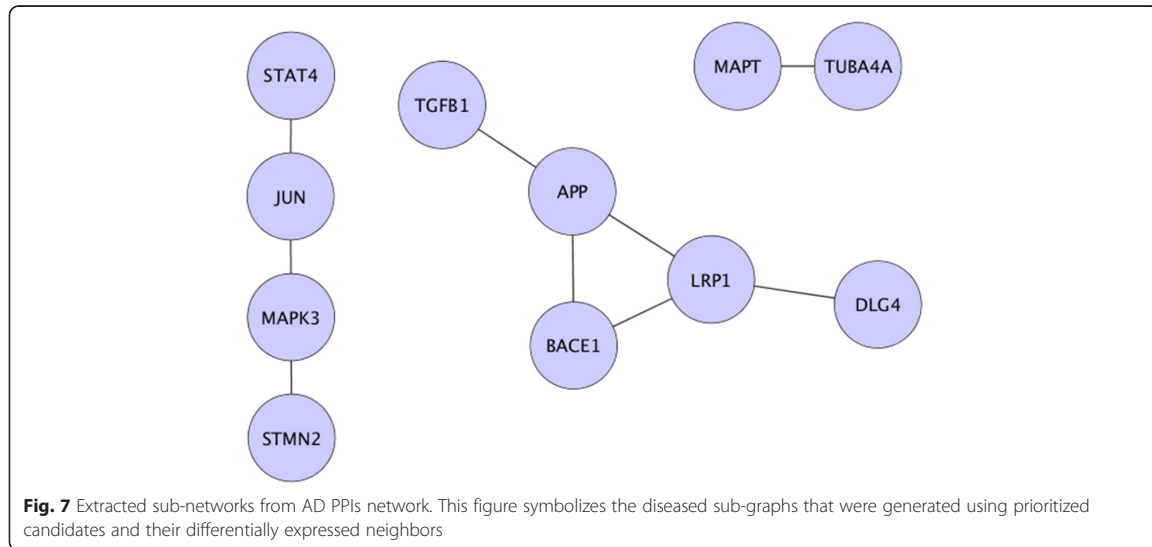 STAT4
JUN
MAPK3
STMN2
TGFB1
APP
BACE1
LRP1
DLG4
MAPT
TUBA4A
Fig. 7 Extracted sub-networks from AD PPIs network. This figure symbolizes the diseased sub-graphs that were generated using prioritized
candidates and their differentially expressed neighbors